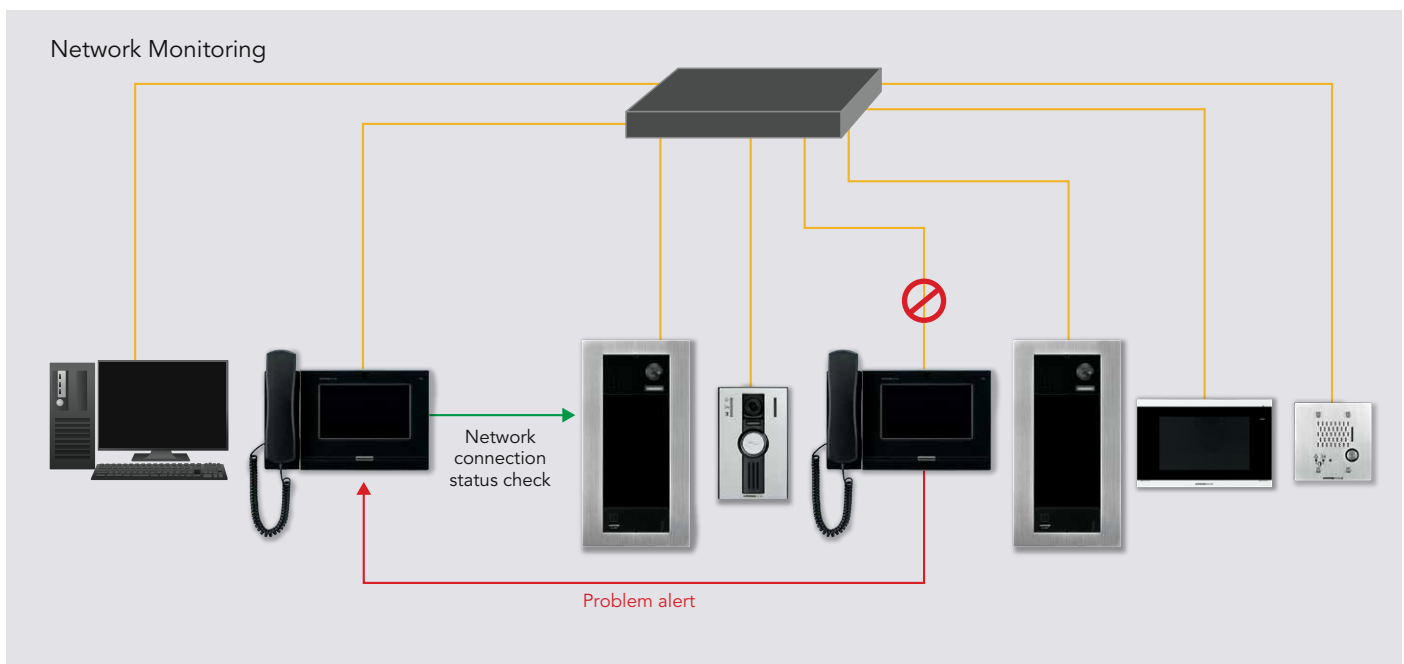 Network Monitoring
Network
connection
status check
Problem alert